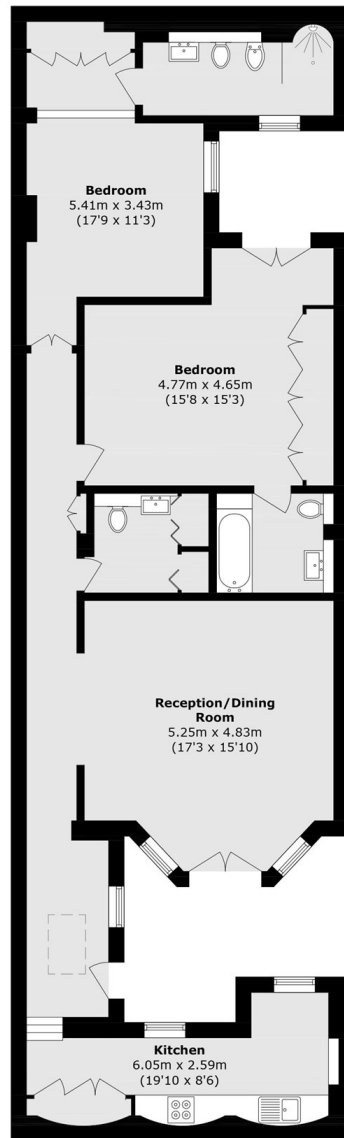 Bedroom
5.41m x 3.43m
(17'9 x 11'3)
Bedroom
4.77m x 4.65m
(15'8 x 15'3)
Reception/Dining
Room
5.25m x 4.83m
(17'3 x 15'10)
Kitchen
6.05m x 2.59m
(19'10 x 8'6)